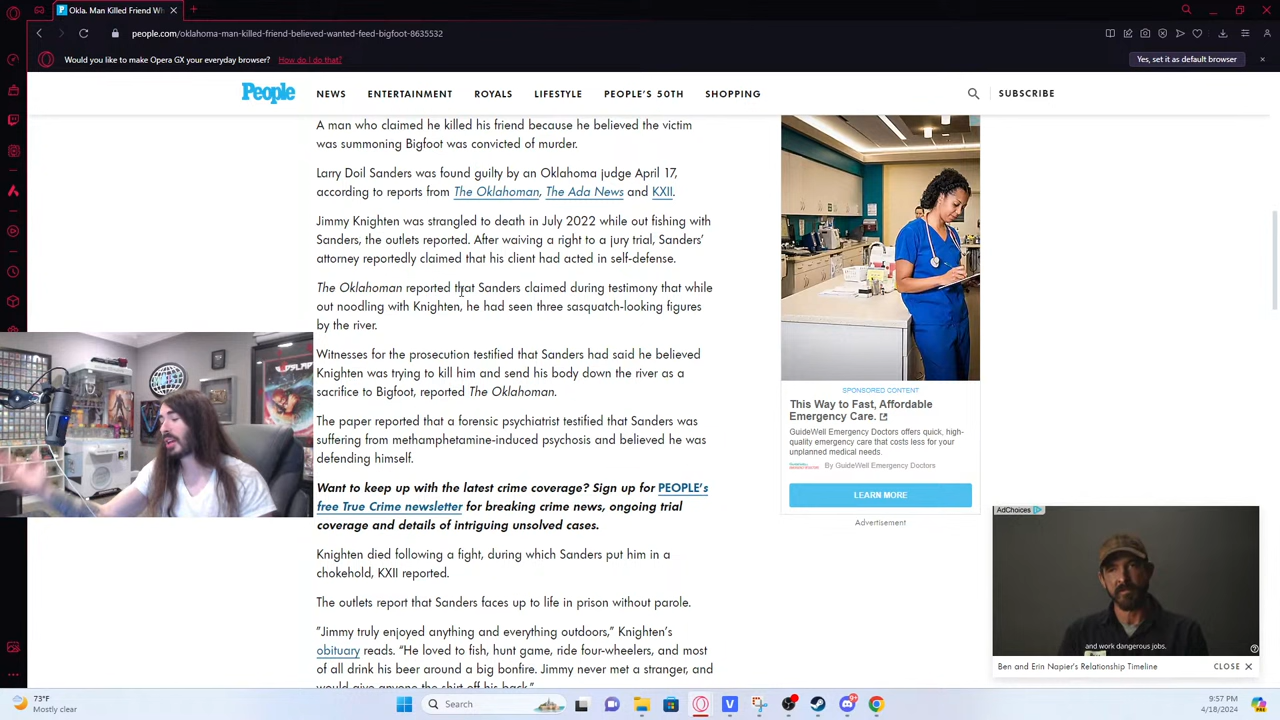 Okla. Man Killed Friend Wh
people.com/oklahoma-man-killed-friend-believed-wanted-feed-bigfoot-8635532
Would you like to make Opera GX your everyday browser? How do I do that?
Yes, set it as default browser
People
NEWS
ENTERTAINMENT
ROYALS
LIFESTYLE
PEOPLE'S 50TH
SHOPPING
SUBSCRIBE
A man who claimed he killed his friend because he believed the victim
was summoning Bigfoot was convicted of murder.
Larry Doil Sanders was found guilty by an Oklahoma judge April 17,
according to reports from The Oklahoman, The Ada News and KXII.
Jimmy Knighten was strangled to death in July 2022 while out fishing with
Sanders, the outlets reported. After waiving a right to a jury trial, Sanders'
attorney reportedly claimed that his client had acted in self-defense.
The Oklahoman reported that Sanders claimed during testimony that while
out noodling with Knighten, he had seen three sasquatch-looking figures
by the river.
Witnesses for the prosecution testified that Sanders had said he believed
Knighten was trying to kill him and send his body down the river as a
sacrifice to Bigfoot, reported The Oklahoman.
The paper reported that a forensic psychiatrist testified that Sanders was
suffering from methamphetamine-induced psychosis and believed he was
defending himself.
Want to keep up with the latest crime coverage? Sign up for PEOPLE's
free True Crime newsletter for breaking crime news, ongoing trial
coverage and details of intriguing unsolved cases.
Knighten died following a fight, during which Sanders put him in a
chokehold, KXII reported.
The outlets report that Sanders faces up to life in prison without parole.
"Jimmy truly enjoyed anything and everything outdoors," Knighten's
obituary reads. "He loved to fish, hunt game, ride four-wheelers, and most
of all drink his beer around a big bonfire. Jimmy never met a stranger, and
would give anyone the shirt off his back."
SPONSORED CONTENT
This Way to Fast, Affordable
Emergency Care.
GuideWell Emergency Doctors offers quick, high-
quality emergency care that costs less for your
unplanned medical needs.
By GuideWell Emergency Doctors
LEARN MORE
Advertisement
AdChoices
and work dangerous jobs.
Ben and Erin Napier's Relationship Timeline
CLOSE
73°F
Mostly clear
Search
9:57 PM
4/18/2024